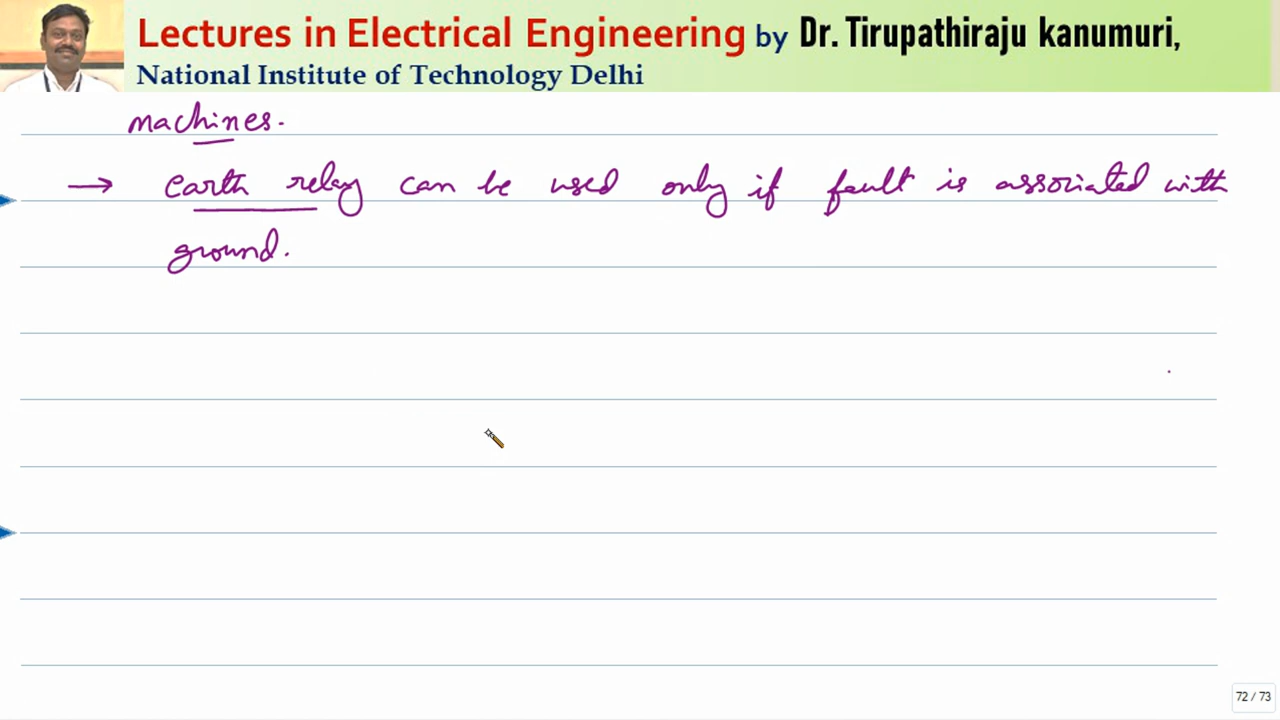 Lectures in Electrical Engineering by Dr. Tirupathiraju kanumuri,
National Institute of Technology Delhi
machines.
→ earth relay can be used only if fault is associated with
ground.
72 / 73